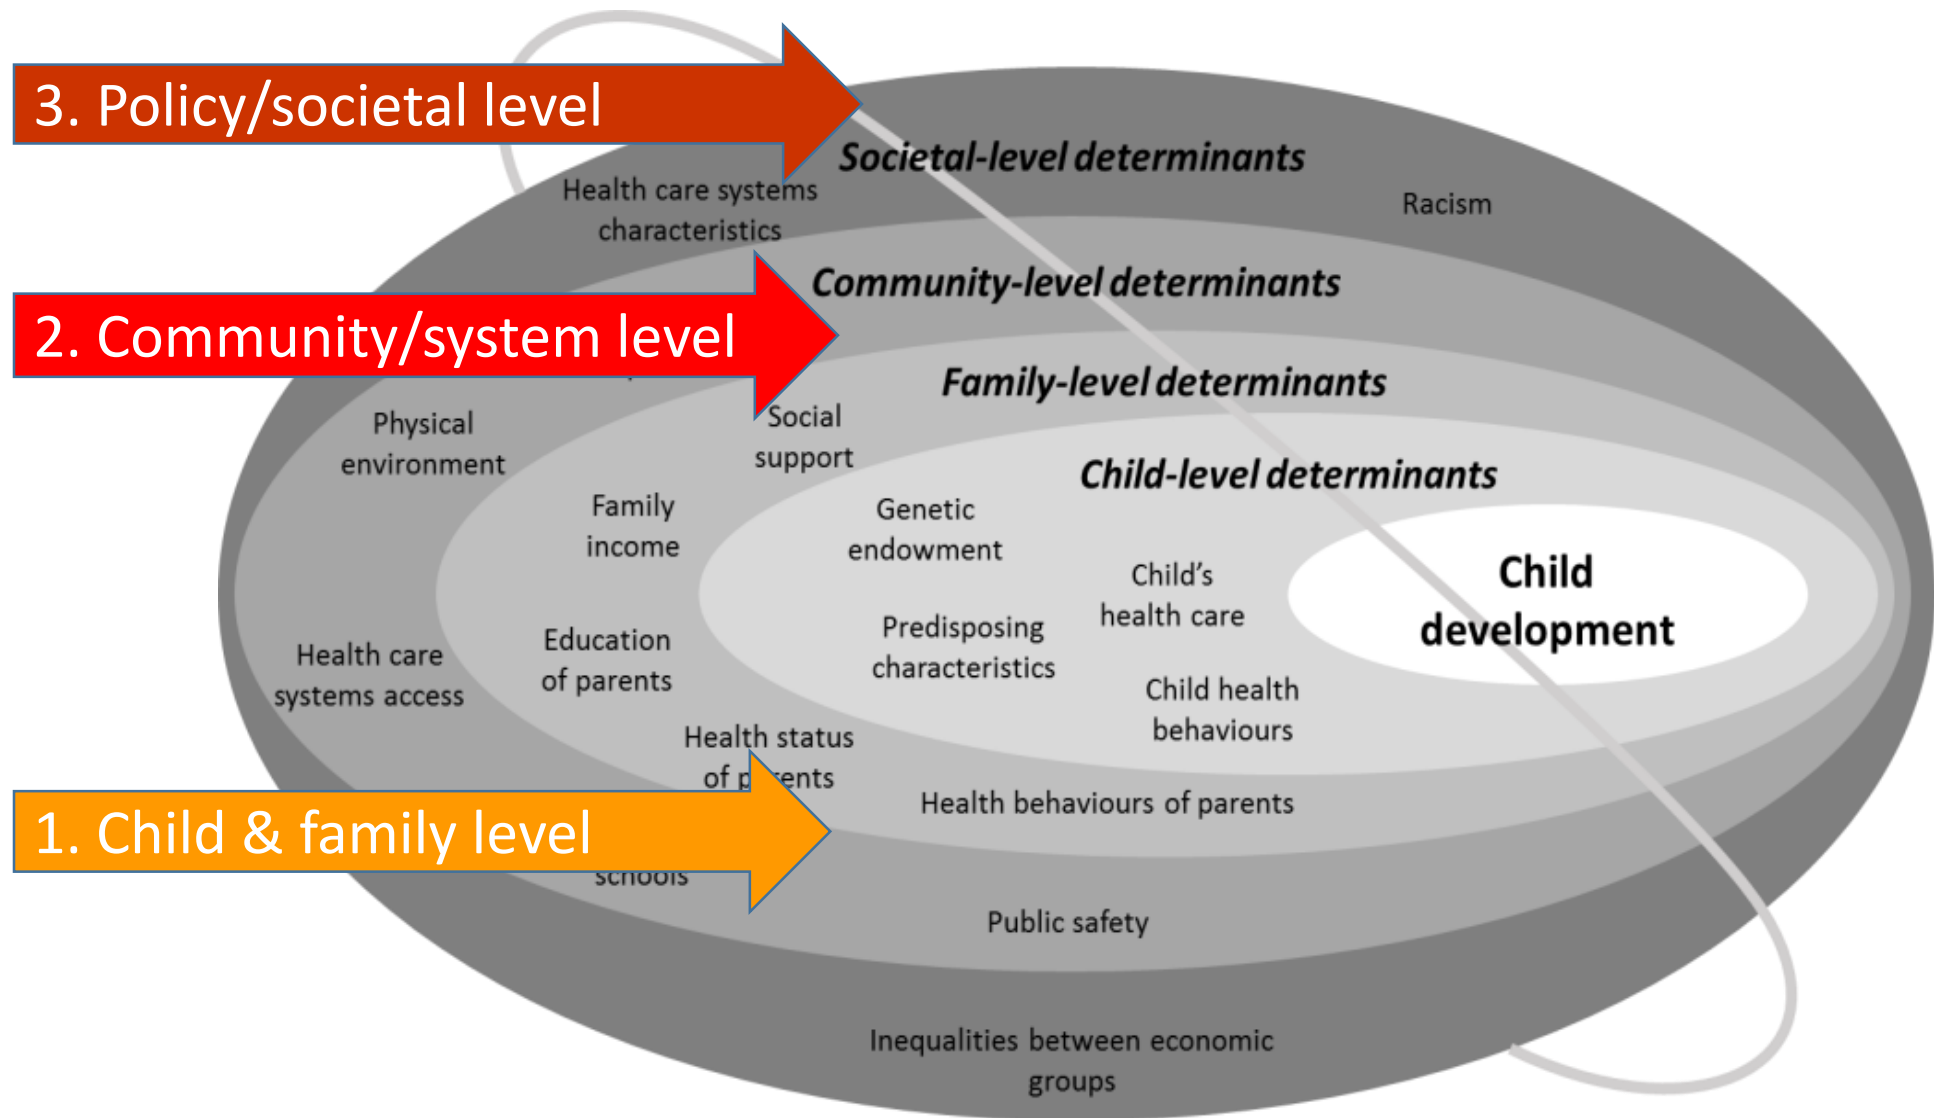 3. Policy/societal level
Societal-level determinants
Health care systems
characteristics
Racism
Community-level determinants
2. Community/system level
Family-level determinants
Physical
environment
Social
support
Child-level determinants
Family
income
Genetic
endowment
Child's
health care
Child
development
Health care
systems access
Education
of parents
Predisposing
characteristics
Child health
behaviours
Health status
of parents
Health behaviours of parents
1. Child & family level
schools
Public safety
Inequalities between economic
groups